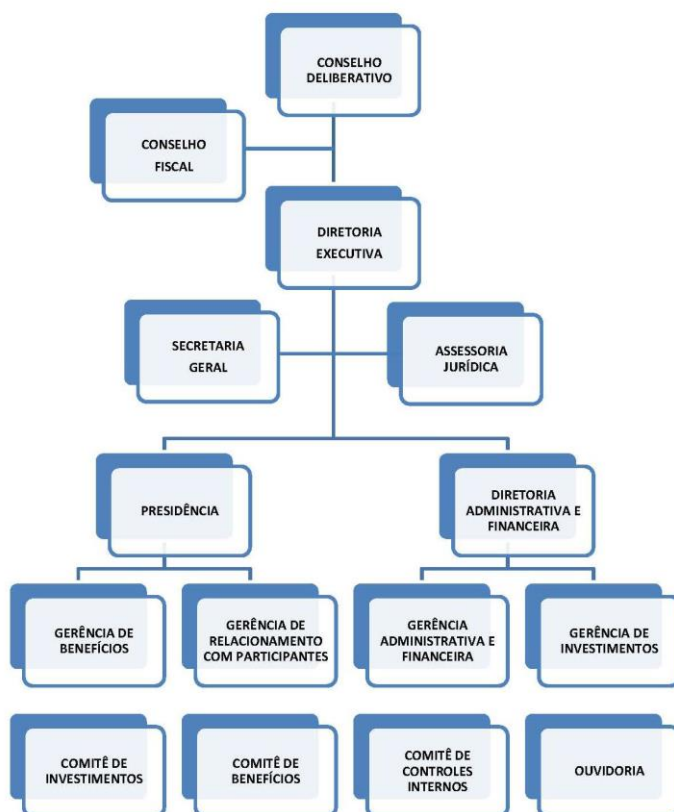 CONSELHO
DELIBERATIVO
CONSELHO
FISCAL
DIRETORIA
EXECUTIVA
SECRETARIA
GERAL
ASSESSORIA
JURÍDICA
PRESIDÊNCIA
DIRETORIA
ADMINISTRATIVA E
FINANCEIRA
GERÊNCIA DE
BENEFÍCIOS
GERÊNCIA DE
RELACIONAMENTO
COM PARTICIPANTES
GERÊNCIA
ADMINISTRATIVA E
FINANCEIRA
GERÊNCIA DE
INVESTIMENTOS
COMITÊ DE
INVESTIMENTOS
COMITÊ DE
BENEFÍCIOS
COMITÊ DE
CONTROLES
INTERNOS
OUVIDORIA